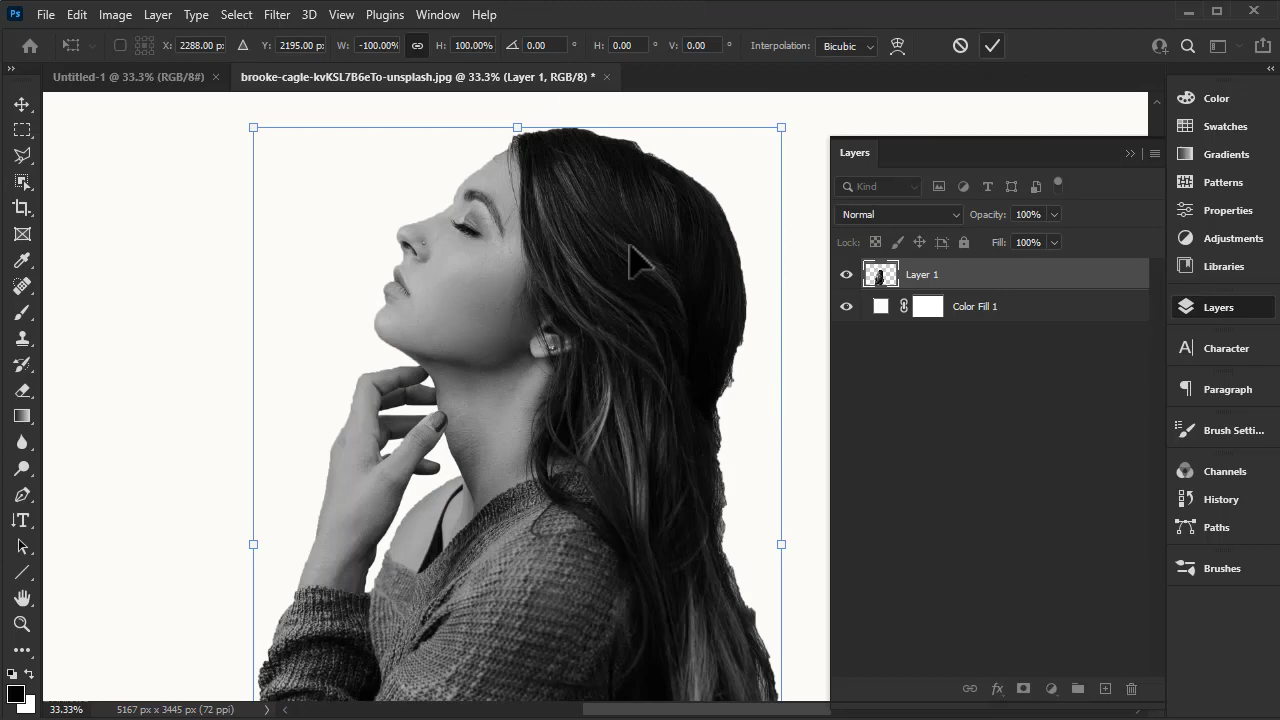 Ps File Edit Image Layer Type Select Filter 3D View Plugins Window Help
X: 2288.00 px Y: 2195.00 px W: -100.00% H: 100.00% 0.00 ° H: 0.00 ° V: 0.00 ° Interpolation: Bicubic
Untitled-1 @ 33.3% (RGB/8#) × brooke-cagle-kvKSL7B6eTo-unsplash.jpg @ 33.3% (Layer 1, RGB/8) * ×
Layers
Kind
Normal Opacity: 100%
Lock: Fill: 100%
Layer 1
Color Fill 1
Color
Swatches
Gradients
Patterns
Properties
Adjustments
Libraries
Layers
Character
Paragraph
Brush Setti...
Channels
History
Paths
Brushes
33.33% 5167 px x 3445 px (72 ppi)